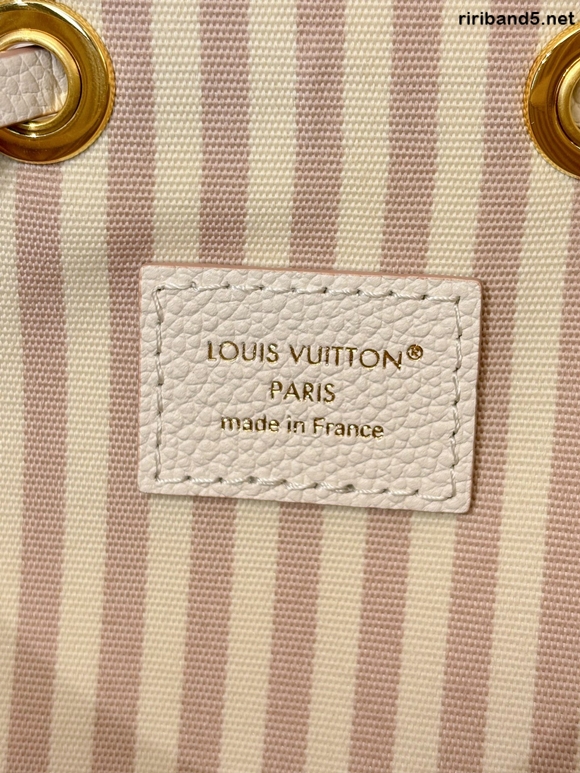 ririband5.net
LOUIS VUITTON®
PARIS
made in France